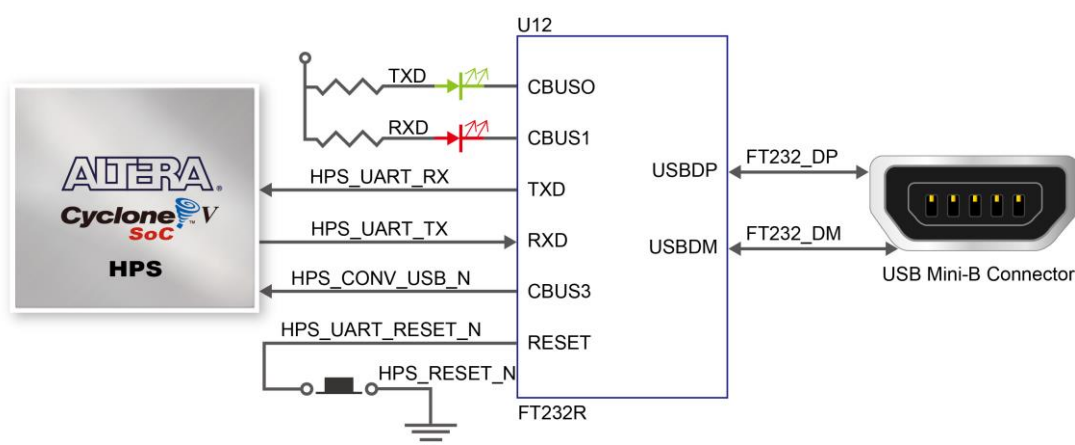 U12
TXD
CBUSO
RXD
CBUS1
ALTERA.
Cyclone V
SoC
HPS
HPS_UART_RX
TXD
HPS_UART_TX
RXD
HPS_CONV_USB_N
CBUS3
HPS_UART_RESET_N
RESET
HPS_RESET_N
FT232R
USBDP
FT232_DP
USBDM
FT232_DM
USB Mini-B Connector